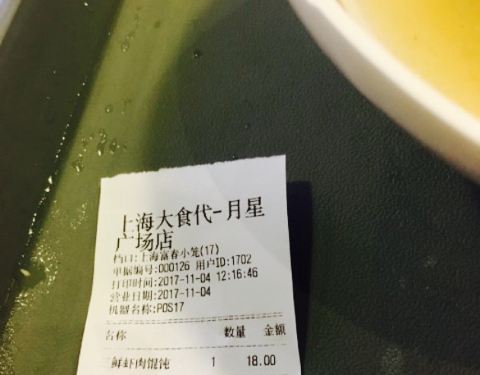 上海大食代-月星
广场店
档口:上海富春小笼(17)
单据编号:000126 用户ID:1702
打印时间:2017-11-04 12:16:46
营业日期:2017-11-04
机器名称:POS17
名称 数量 金额
三鲜虾肉馄饨 1 18.00